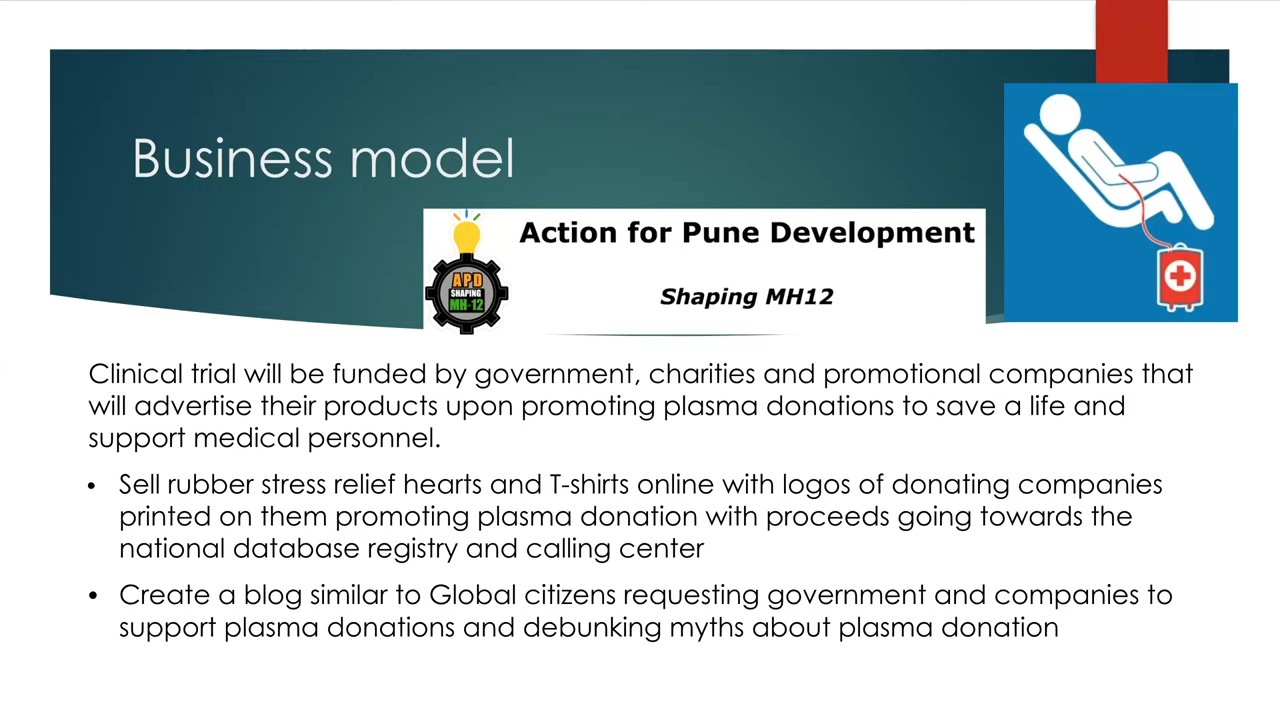 Business model
Action for Pune Development
APD
SHAPING
MH-12
Shaping MH12
Clinical trial will be funded by government, charities and promotional companies that
will advertise their products upon promoting plasma donations to save a life and
support medical personnel.
• Sell rubber stress relief hearts and T-shirts online with logos of donating companies
printed on them promoting plasma donation with proceeds going towards the
national database registry and calling center
• Create a blog similar to Global citizens requesting government and companies to
support plasma donations and debunking myths about plasma donation